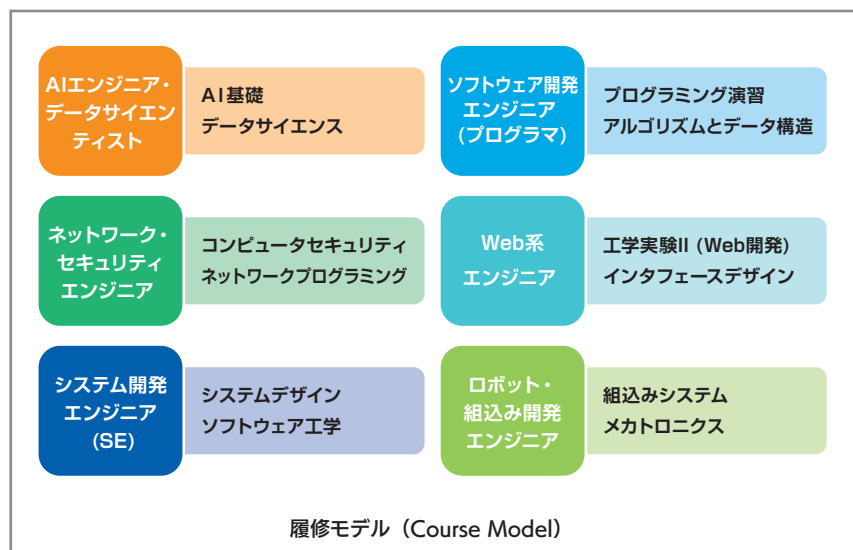 AIエンジニア・
データサイエン
ティスト
AI基礎
データサイエンス
ソフトウェア開発
エンジニア
(プログラマ)
プログラミング演習
アルゴリズムとデータ構造
ネットワーク・
セキュリティ
エンジニア
コンピュータセキュリティ
ネットワークプログラミング
Web系
エンジニア
工学実験II (Web開発)
インタフェースデザイン
システム開発
エンジニア
(SE)
システムデザイン
ソフトウェア工学
ロボット・
組込み開発
エンジニア
組込みシステム
メカトロニクス
履修モデル（Course Model）